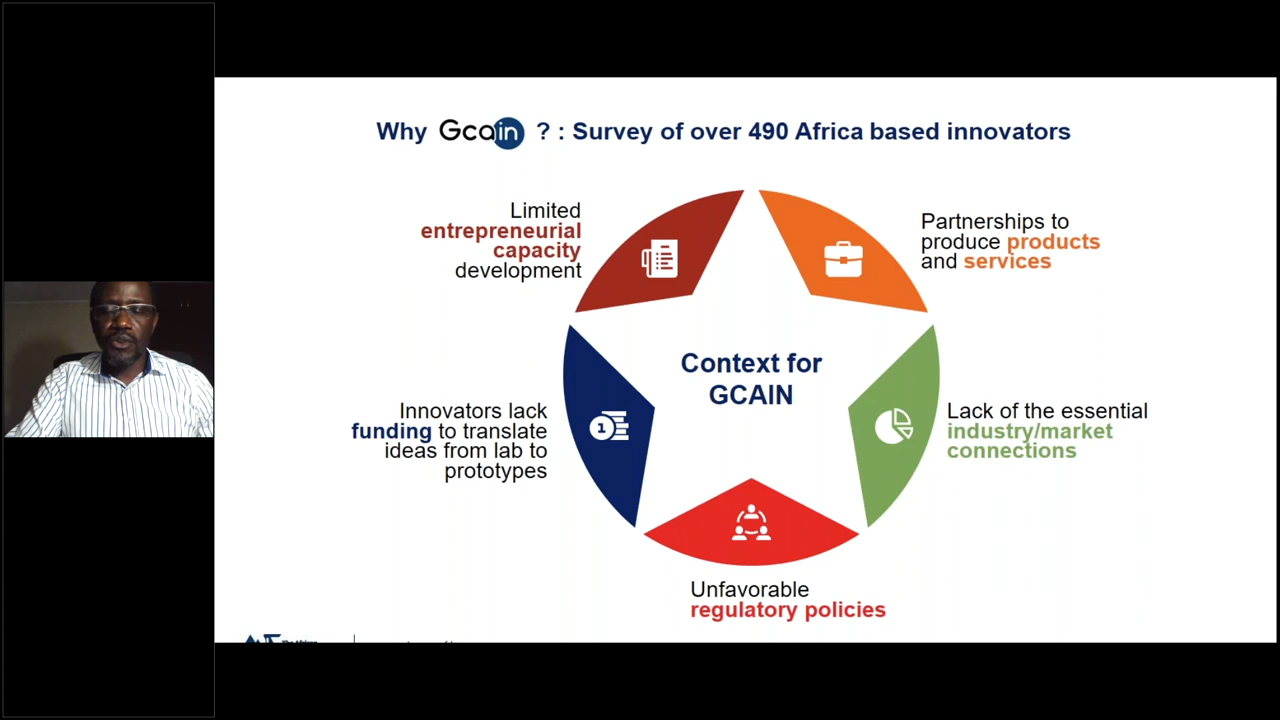 Why Gcain ? : Survey of over 490 Africa based innovators
Limited
entrepreneurial
capacity
development
Partnerships to
produce products
and services
Context for
GCAIN
Innovators lack
funding to translate
ideas from lab to
prototypes
1
Lack of the essential
industry/market
connections
Unfavorable
regulatory policies